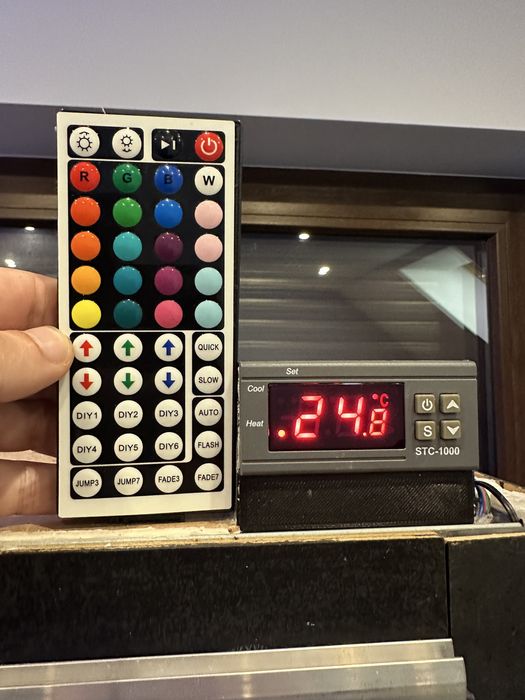 R G B W
QUICK
SLOW
DIY1 DIY2 DIY3 AUTO
DIY4 DIY5 DIY6 FLASH
JUMP3 JUMP7 FADE3 FADE7
Set
Cool
Heat
.24.8 °C
S
STC-1000